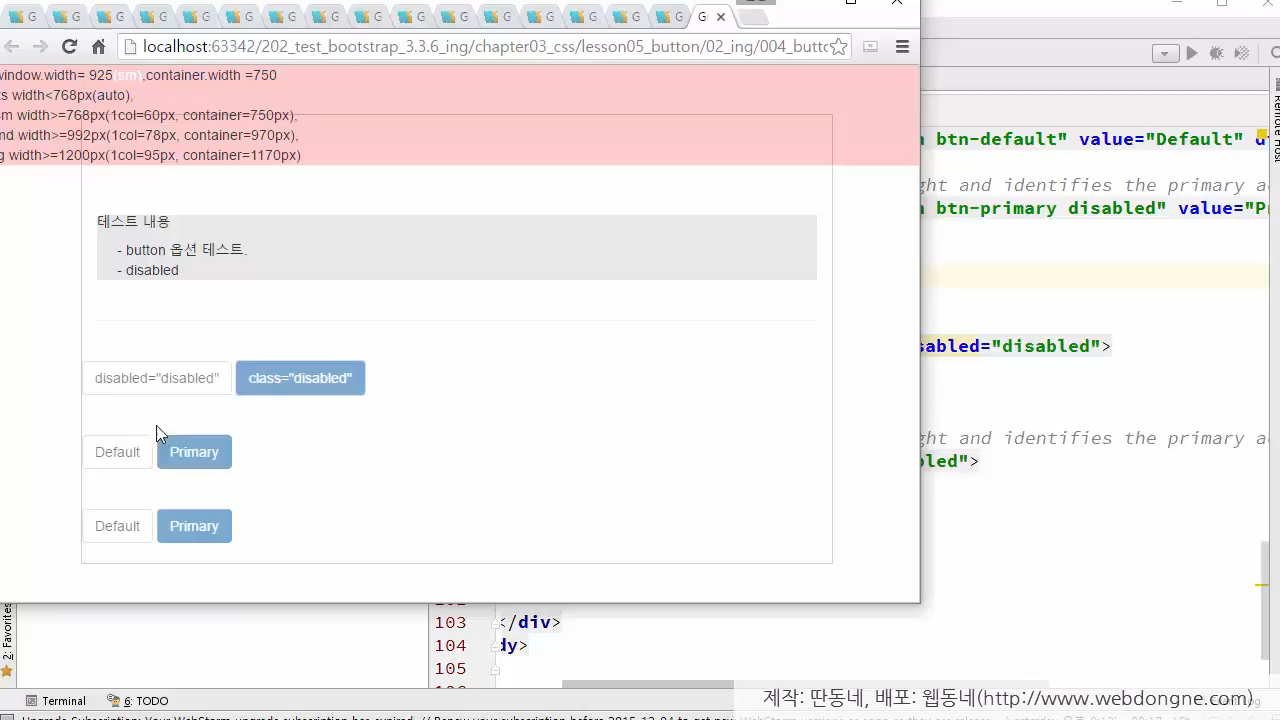 G G G G G G G G G G G G G G G G G
localhost:63342/202_test_bootstrap_3.3.6_ing/chapter03_css/lesson05_button/02_ing/004_buttc
window.width= 925(sm),container.width =750
width<768px(auto),
width>=768px(1col=60px, container=750px),
width>=992px(1col=78px, container=970px),
width>=1200px(1col=95px, container=1170px)
btn-default" value="Default"
ght and identifies the primary
btn-primary disabled" value="P
테스트 내용
- button 옵션 테스트.
- disabled
abled="disabled">
disabled="disabled" class="disabled"
ght and identifies the primary
Default Primary
bled">
Default Primary
103 </div>
104 dy>
105
2: Favorites
Terminal 6: TODO
제작: 딴동네, 배포: 웹동네(http://www.webdongne.com)